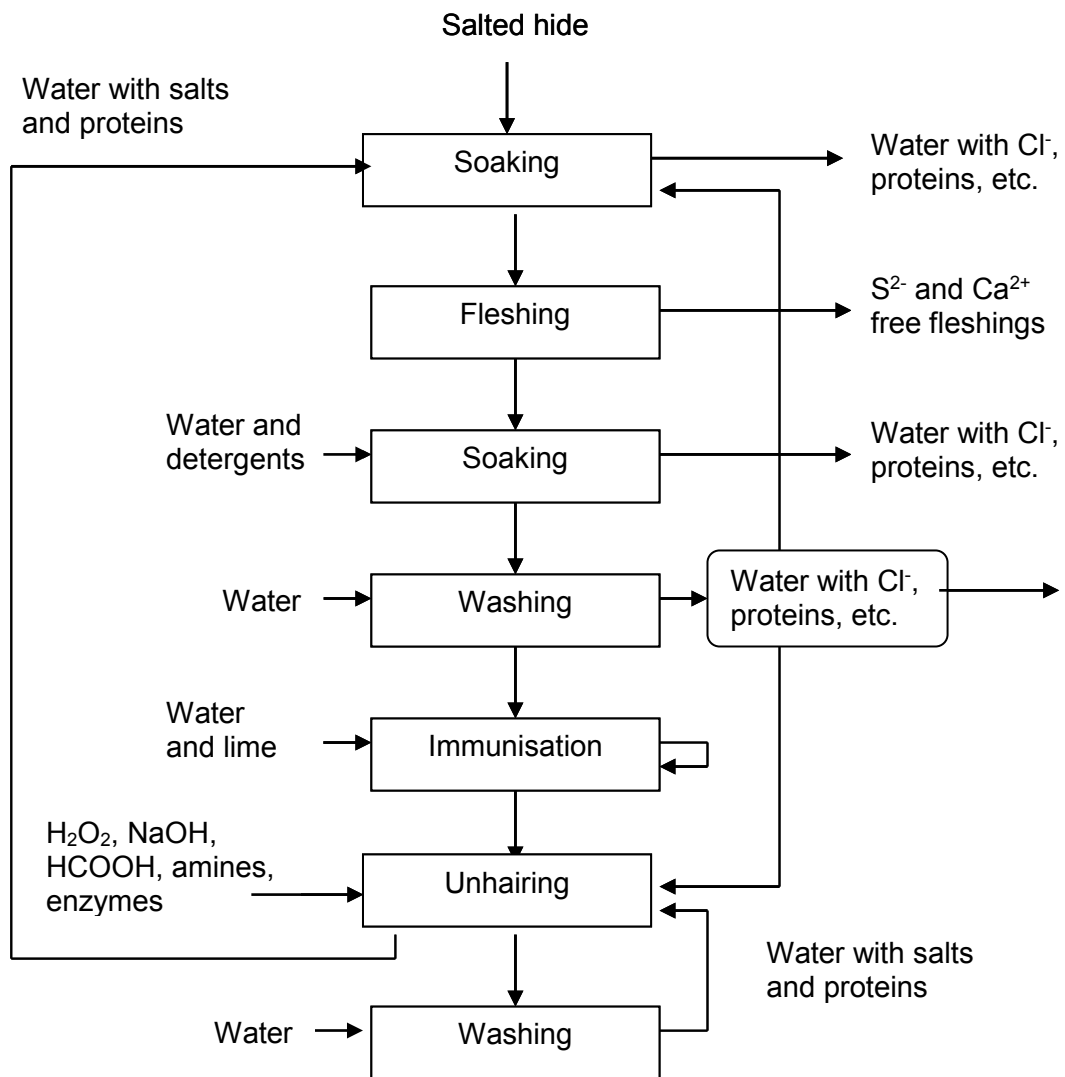 Salted hide
Water with salts
and proteins
Soaking
Water with Cl⁻,
proteins, etc.
Fleshing
S²⁻ and Ca²⁺
free fleshings
Water and
detergents
Soaking
Water with Cl⁻,
proteins, etc.
Water
Washing
Water with Cl⁻,
proteins, etc.
Water
and lime
Immunisation
H₂O₂, NaOH,
HCOOH, amines,
enzymes
Unhairing
Water with salts
and proteins
Water
Washing